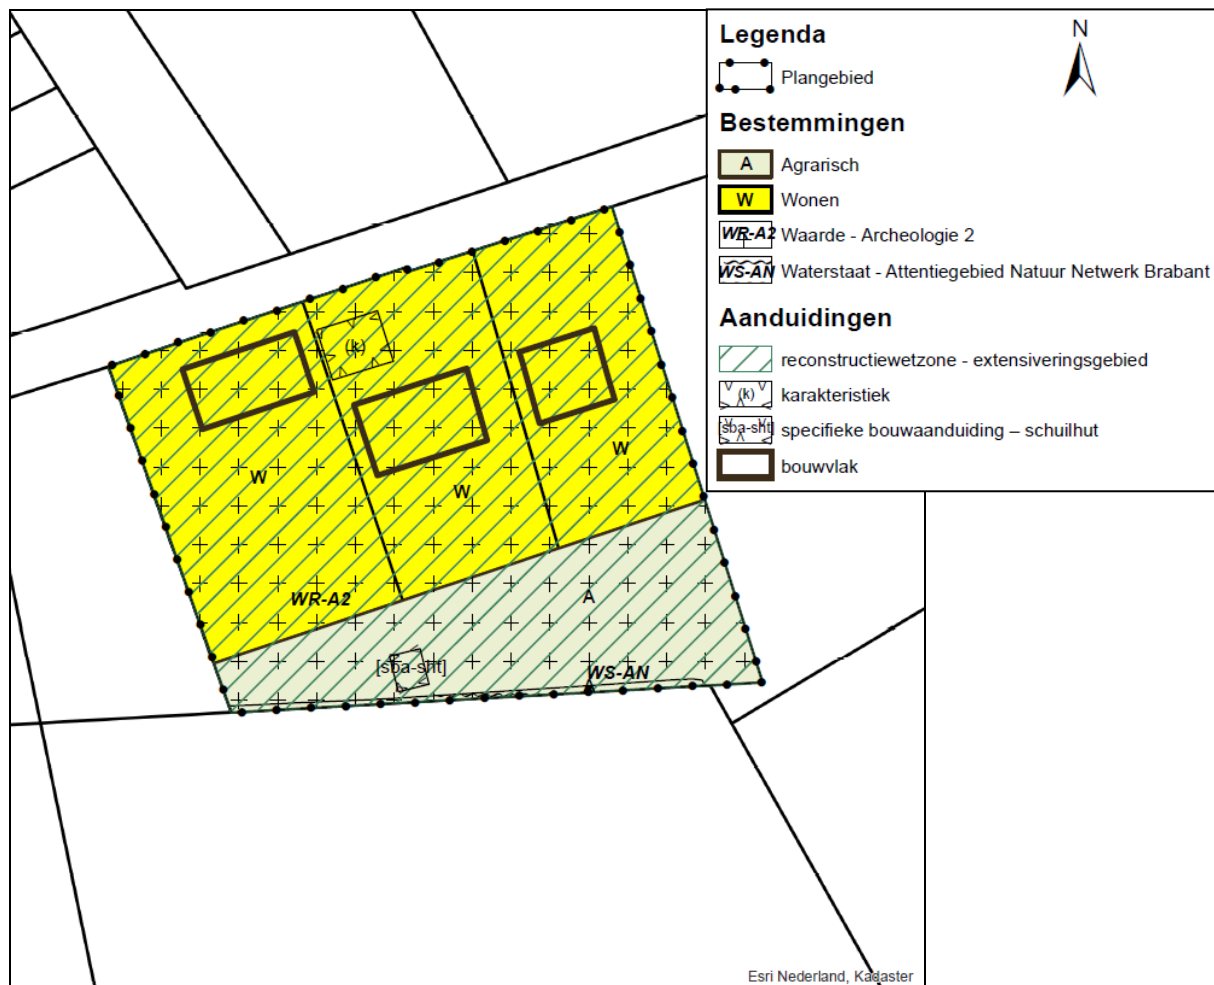 Legenda
N
Plangebied
Bestemmingen
A Agrarisch
W Wonen
WR-A2 Waarde - Archeologie 2
WS-AN Waterstaat - Attentiegebied Natuur Netwerk Brabant
Aanduidingen
reconstructiewetzone - extensiveringsgebied
(k) karakteristiek
[sba-sht] specifieke bouwaanduiding – schuilhut
bouwvlak
(k)
W
W
W
WR-A2
A
[sba-sht]
WS-AN
Esri Nederland, Kadaster